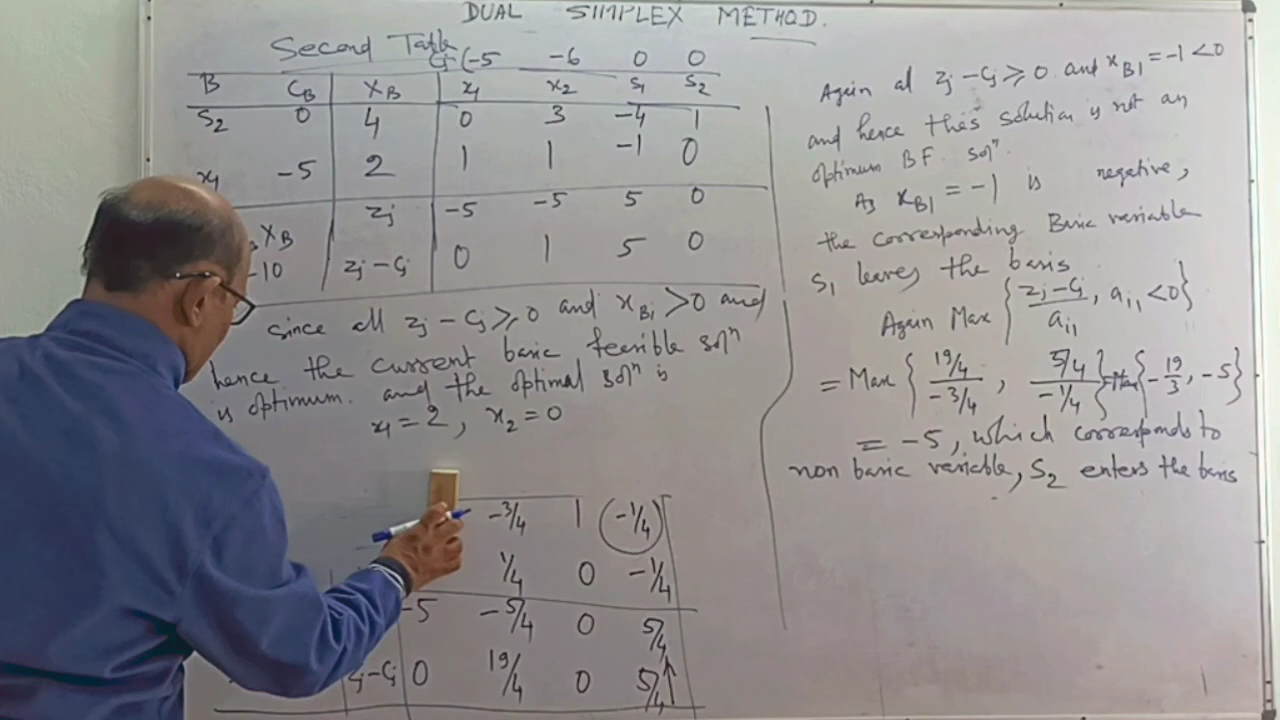 DUAL SIMPLEX METHOD.
Second Table
Cj (-5 -6 0 0
B CB XB x1 x2 s1 s2
S2 0 4 0 3 -4 1
x1 -5 2 1 1 -1 0
Zj -5 -5 5 0
XB
-10 Zj-Cj 0 1 5 0
since all Zj-Cj ≥ 0 and xBi > 0 and
hence the current basic feasible solⁿ
is optimum. and the optimal solⁿ is
x1 = 2, x2 = 0
-3/4 1 -1/4
1/4 0 -1/4
-5 -5/4 0 5/4
Zj-Cj 0 19/4 0 5/4 ↑
Again al Zj-Cj ≥ 0 and xB1 = -1 < 0
and hence this solution is not an
optimum BF solⁿ.
As xB1 = -1 is negative,
the corresponding Basic variable
S1 leaves the basis
Again Max { Zj-Cj / ai1 , ai1 < 0 }
= Max { 19/4 / -3/4 , 5/4 / -1/4 } = Max { -19/3 , -5 }
= -5, which corresponds to
non basic variable, S2 enters the basis